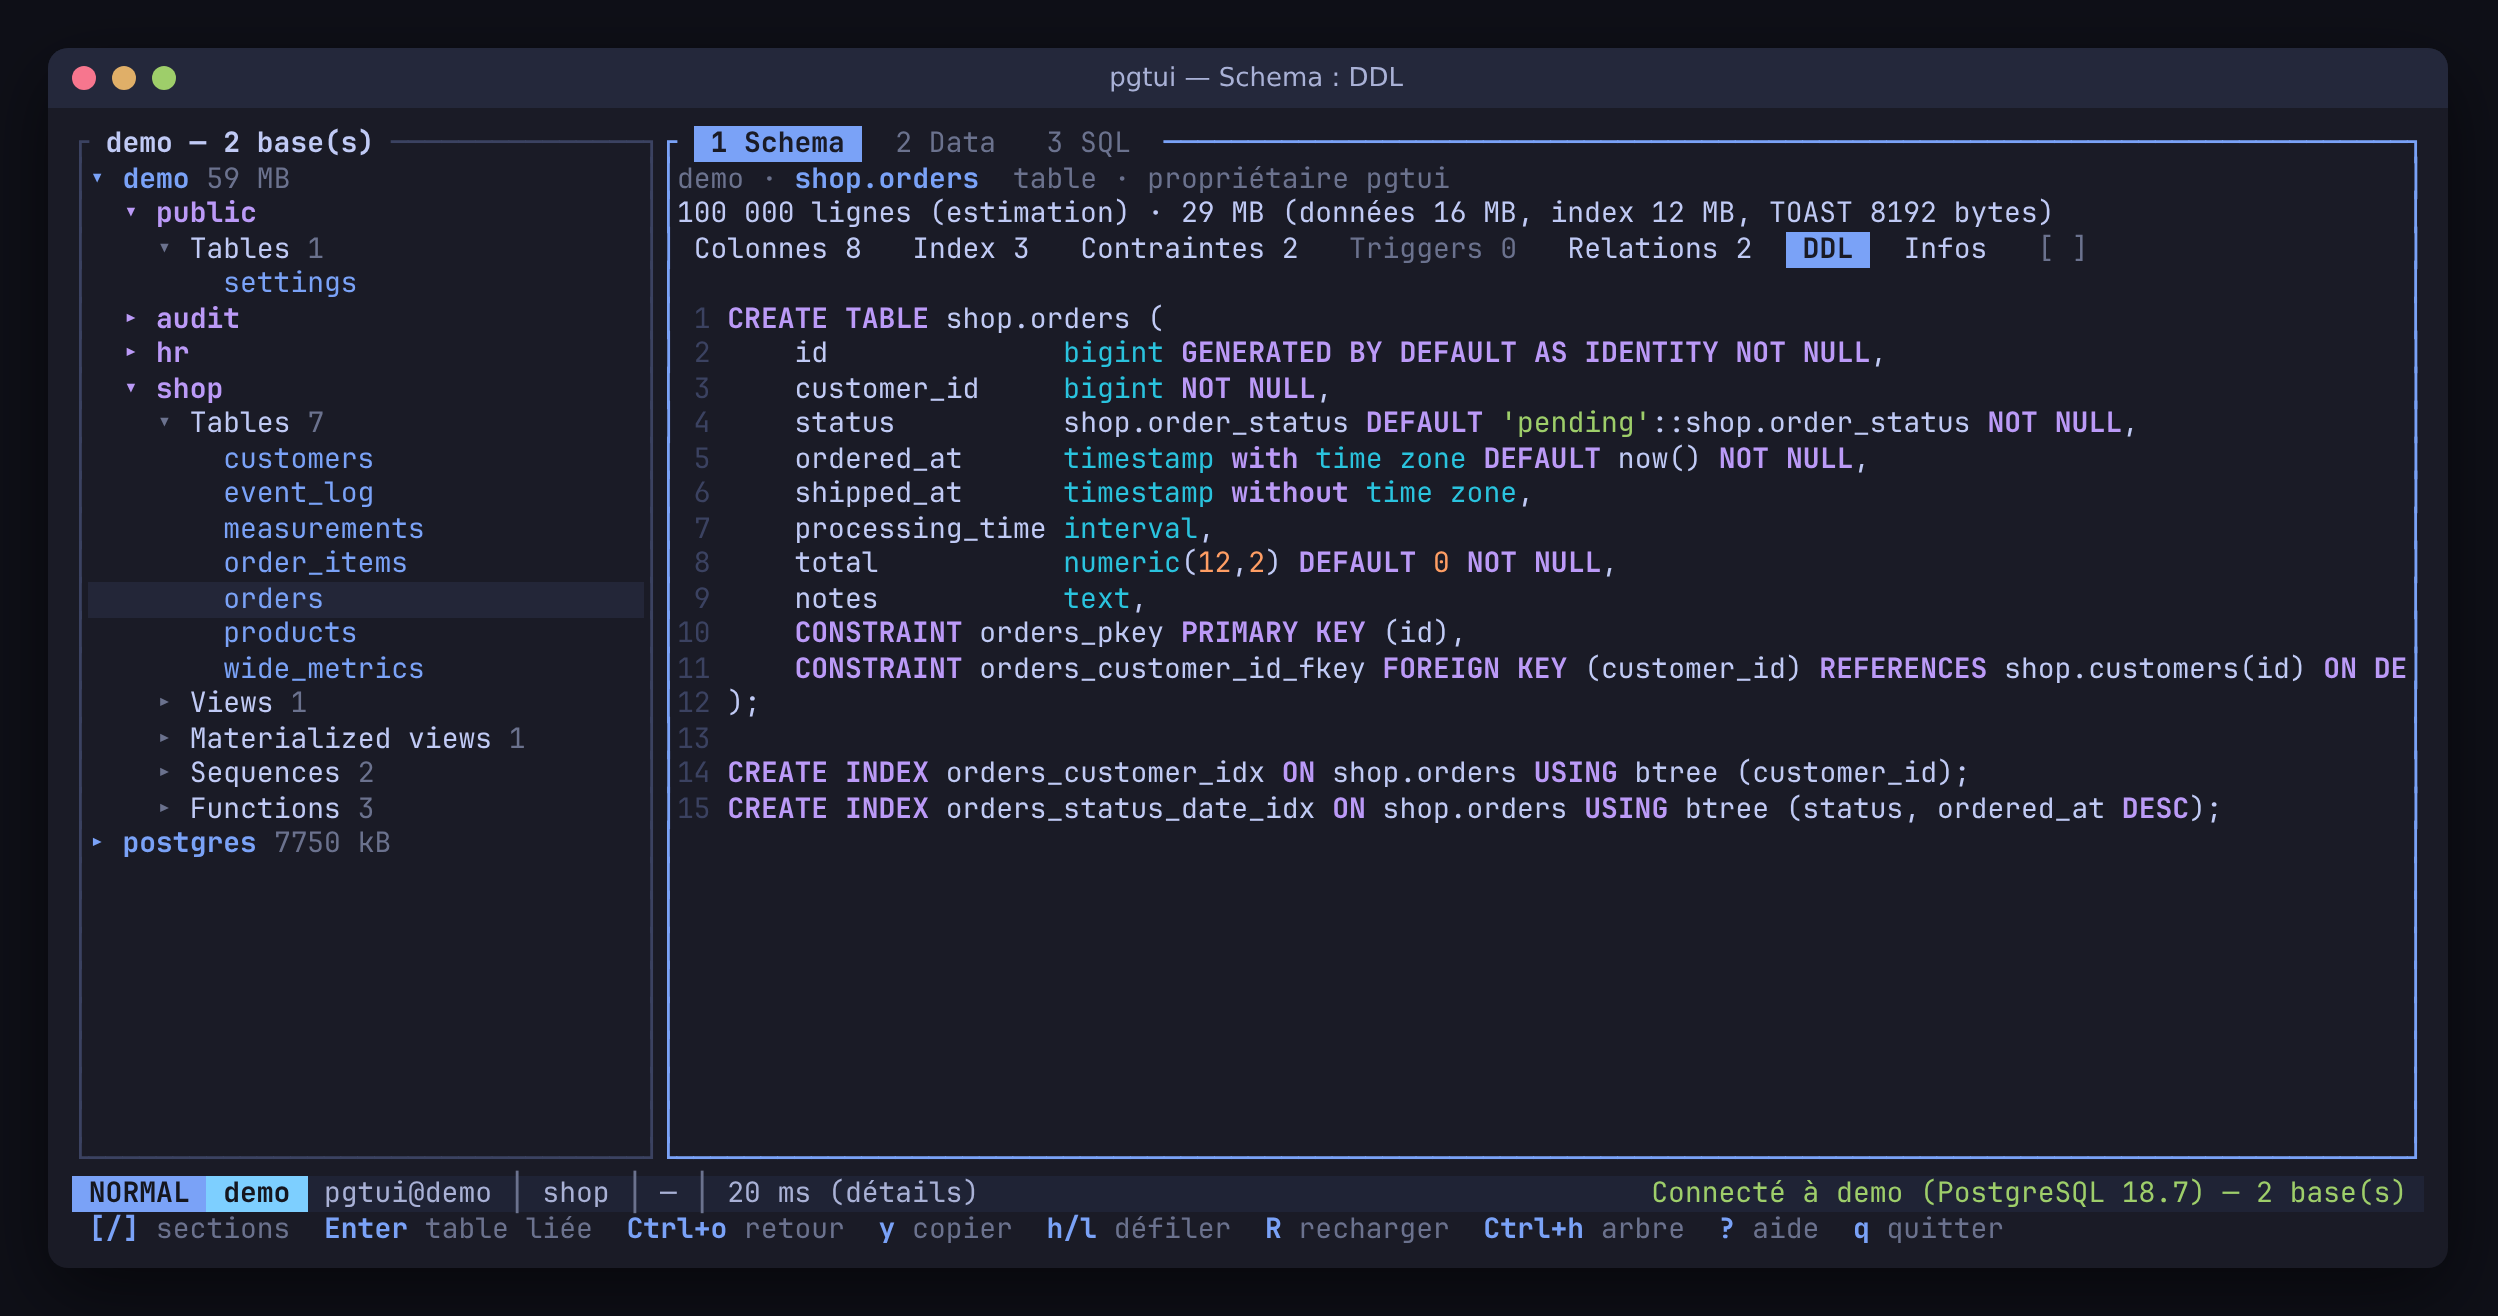 pgtui — Schema : DDL
demo — 2 base(s)
▾ demo 59 MB
▾ public
▾ Tables 1
settings
▸ audit
▸ hr
▾ shop
▾ Tables 7
customers
event_log
measurements
order_items
orders
products
wide_metrics
▸ Views 1
▸ Materialized views 1
▸ Sequences 2
▸ Functions 3
▸ postgres 7750 kB
1 Schema 2 Data 3 SQL
demo · shop.orders table · propriétaire pgtui
100 000 lignes (estimation) · 29 MB (données 16 MB, index 12 MB, TOAST 8192 bytes)
Colonnes 8 Index 3 Contraintes 2 Triggers 0 Relations 2 DDL Infos [ ]
1 CREATE TABLE shop.orders (
2 id bigint GENERATED BY DEFAULT AS IDENTITY NOT NULL,
3 customer_id bigint NOT NULL,
4 status shop.order_status DEFAULT 'pending'::shop.order_status NOT NULL,
5 ordered_at timestamp with time zone DEFAULT now() NOT NULL,
6 shipped_at timestamp without time zone,
7 processing_time interval,
8 total numeric(12,2) DEFAULT 0 NOT NULL,
9 notes text,
10 CONSTRAINT orders_pkey PRIMARY KEY (id),
11 CONSTRAINT orders_customer_id_fkey FOREIGN KEY (customer_id) REFERENCES shop.customers(id) ON DE
12 );
13
14 CREATE INDEX orders_customer_idx ON shop.orders USING btree (customer_id);
15 CREATE INDEX orders_status_date_idx ON shop.orders USING btree (status, ordered_at DESC);
NORMAL demo pgtui@demo │ shop │ — │ 20 ms (détails) Connecté à demo (PostgreSQL 18.7) — 2 base(s)
[/] sections Enter table liée Ctrl+o retour y copier h/l défiler R recharger Ctrl+h arbre ? aide q quitter